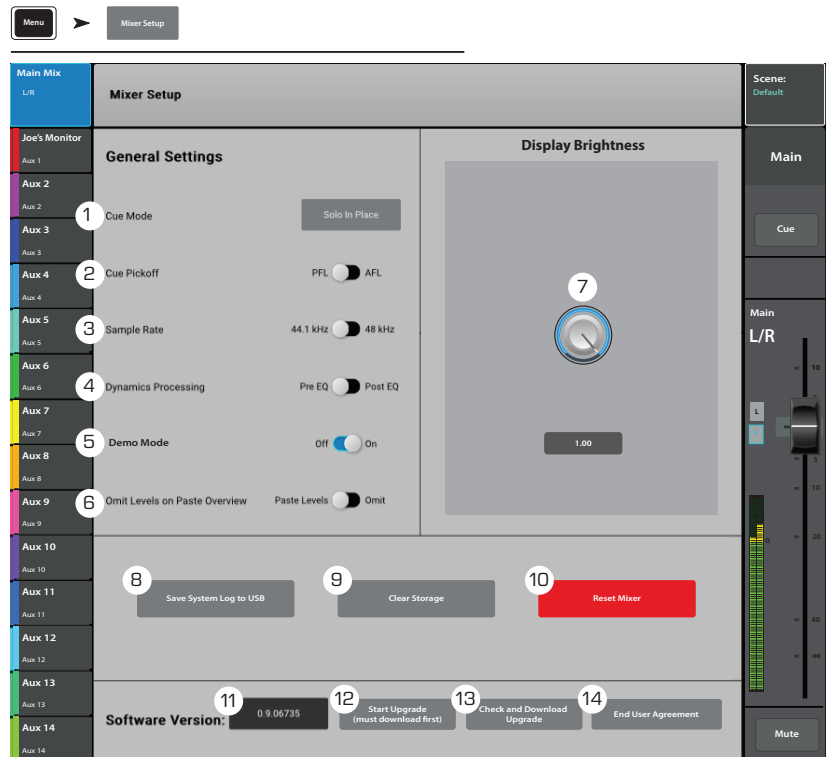 Menu
Mixer Setup
Main Mix
L/R
Mixer Setup
Scene:
Default
Joe's Monitor
Aux 1
Aux 2
Aux 2
Aux 3
Aux 3
Aux 4
Aux 4
Aux 5
Aux 5
Aux 6
Aux 6
Aux 7
Aux 7
Aux 8
Aux 8
Aux 9
Aux 9
Aux 10
Aux 10
Aux 11
Aux 11
Aux 12
Aux 12
Aux 13
Aux 13
Aux 14
Aux 14
General Settings
1 Cue Mode Solo In Place
2 Cue Pickoff PFL AFL
3 Sample Rate 44.1 kHz 48 kHz
4 Dynamics Processing Pre EQ Post EQ
5 Demo Mode Off On
6 Omit Levels on Paste Overview Paste Levels Omit
Display Brightness
7
1.00
8 Save System Log to USB
9 Clear Storage
10 Reset Mixer
Software Version:
11 0.9.06735
12 Start Upgrade
(must download first)
13 Check and Download
Upgrade
14 End User Agreement
Main
Cue
Main
L/R
10
L
5
10
0
20
40
∞
Mute